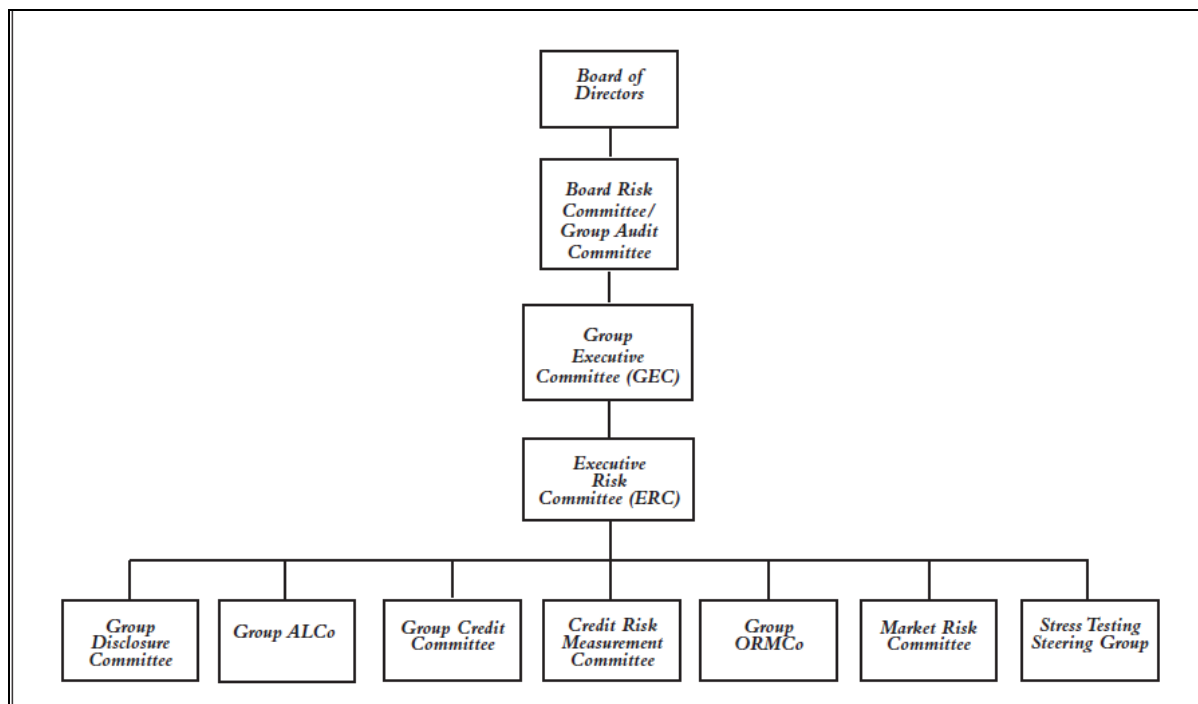 Board of
Directors
Board Risk
Committee/
Group Audit
Committee
Group
Executive
Committee (GEC)
Executive
Risk
Committee (ERC)
Group
Disclosure
Committee
Group ALCo
Group Credit
Committee
Credit Risk
Measurement
Committee
Group
ORMCo
Market Risk
Committee
Stress Testing
Steering Group